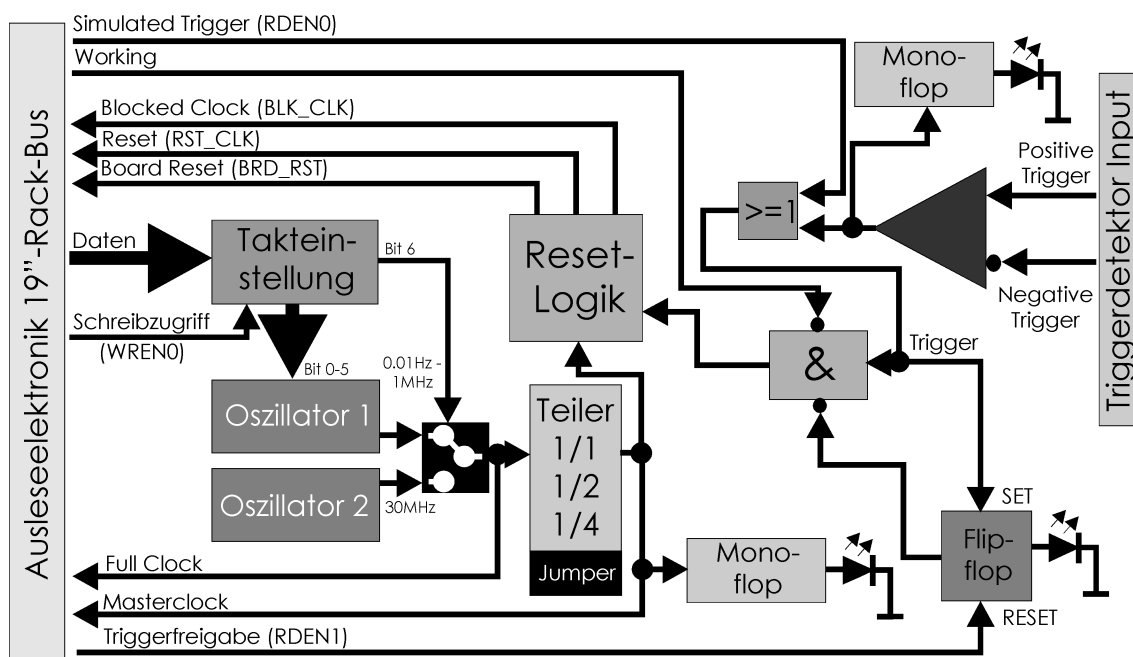 Ausleseelektronik 19"-Rack-Bus
Simulated Trigger (RDEN0)
Working
Blocked Clock (BLK_CLK)
Reset (RST_CLK)
Board Reset (BRD_RST)
Daten
Schreibzugriff
(WREN0)
Taktein-
stellung
Bit 6
Bit 0-5
0.01Hz -
1MHz
Oszillator 1
Oszillator 2
30MHz
Full Clock
Masterclock
Triggerfreigabe (RDEN1)
Reset-
Logik
Teiler
1/1
1/2
1/4
Jumper
Mono-
flop
>=1
&
Trigger
Mono-
flop
SET
Flip-
flop
RESET
Positive
Trigger
Negative
Trigger
Triggerdetektor Input